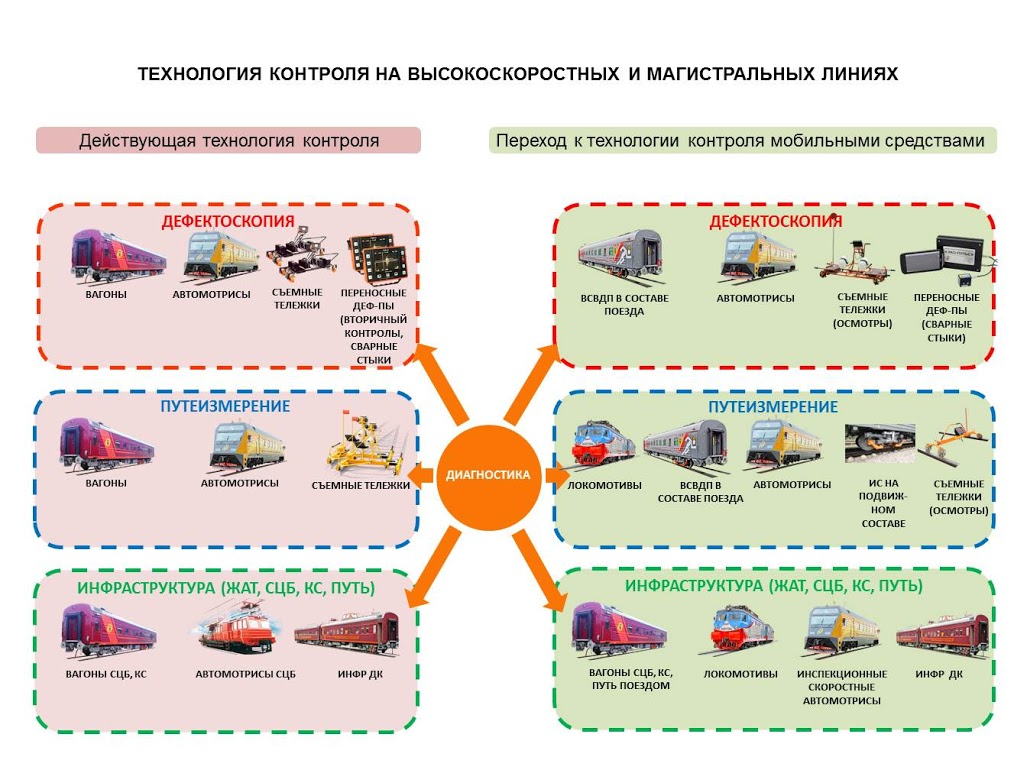 ТЕХНОЛОГИЯ КОНТРОЛЯ НА ВЫСОКОСКОРОСТНЫХ И МАГИСТРАЛЬНЫХ ЛИНИЯХ
Действующая технология контроля
Переход к технологии контроля мобильными средствами
ДЕФЕКТОСКОПИЯ
ВАГОНЫ
АВТОМОТРИСЫ
СЪЕМНЫЕ
ТЕЛЕЖКИ
ПЕРЕНОСНЫЕ
ДЕФ-ПЫ
(ВТОРИЧНЫЙ
КОНТРОЛЫ,
СВАРНЫЕ
СТЫКИ
ДЕФЕКТОСКОПИЯ
ВСВДП В СОСТАВЕ
ПОЕЗДА
АВТОМОТРИСЫ
СЪЕМНЫЕ
ТЕЛЕЖКИ
(ОСМОТРЫ)
ПЕРЕНОСНЫЕ
ДЕФ-ПЫ
(СВАРНЫЕ
СТЫКИ)
ПУТЕИЗМЕРЕНИЕ
ВАГОНЫ
АВТОМОТРИСЫ
СЪЕМНЫЕ ТЕЛЕЖКИ
ДИАГНОСТИКА
ПУТЕИЗМЕРЕНИЕ
ЛОКОМОТИВЫ
ВСВДП В
СОСТАВЕ ПОЕЗДА
АВТОМОТРИСЫ
ИС НА
ПОДВИЖ-
НОМ
СОСТАВЕ
СЪЕМНЫЕ
ТЕЛЕЖКИ
(ОСМОТРЫ)
ИНФРАСТРУКТУРА (ЖАТ, СЦБ, КС, ПУТЬ)
ВАГОНЫ СЦБ, КС
АВТОМОТРИСЫ СЦБ
ИНФР ДК
ИНФРАСТРУКТУРА (ЖАТ, СЦБ, КС, ПУТЬ)
ВАГОНЫ СЦБ, КС,
ПУТЬ ПОЕЗДОМ
ЛОКОМОТИВЫ
ИНСПЕКЦИОННЫЕ
СКОРОСТНЫЕ
АВТОМОТРИСЫ
ИНФР ДК